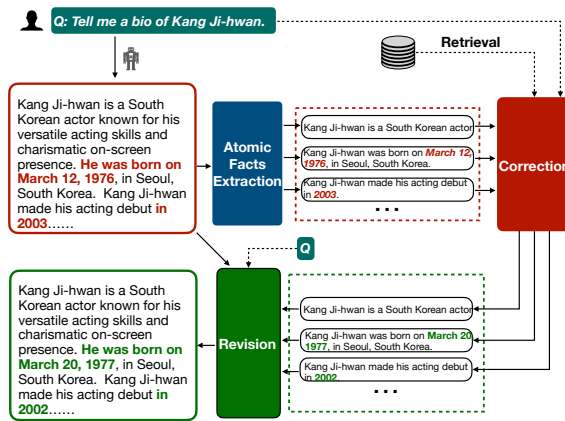 Q: Tell me a bio of Kang Ji-hwan.
Retrieval
Kang Ji-hwan is a South
Korean actor known for his
versatile acting skills and
charismatic on-screen
presence. He was born on
March 12, 1976, in Seoul,
South Korea.  Kang Ji-hwan
made his acting debut in
2003......
Atomic
Facts
Extraction
Kang Ji-hwan is a South Korean actor
Kang Ji-hwan was born on March 12,
1976, in Seoul, South Korea.
Kang Ji-hwan made his acting debut
in 2003.
...
Correction
Q
Kang Ji-hwan is a South
Korean actor known for his
versatile acting skills and
charismatic on-screen
presence. He was born on
March 20, 1977, in Seoul,
South Korea.  Kang Ji-hwan
made his acting debut in
2002......
Revision
Kang Ji-hwan is a South Korean actor
Kang Ji-hwan was born on March 20,
1977, in Seoul, South Korea.
Kang Ji-hwan made his acting debut
in 2002.
...